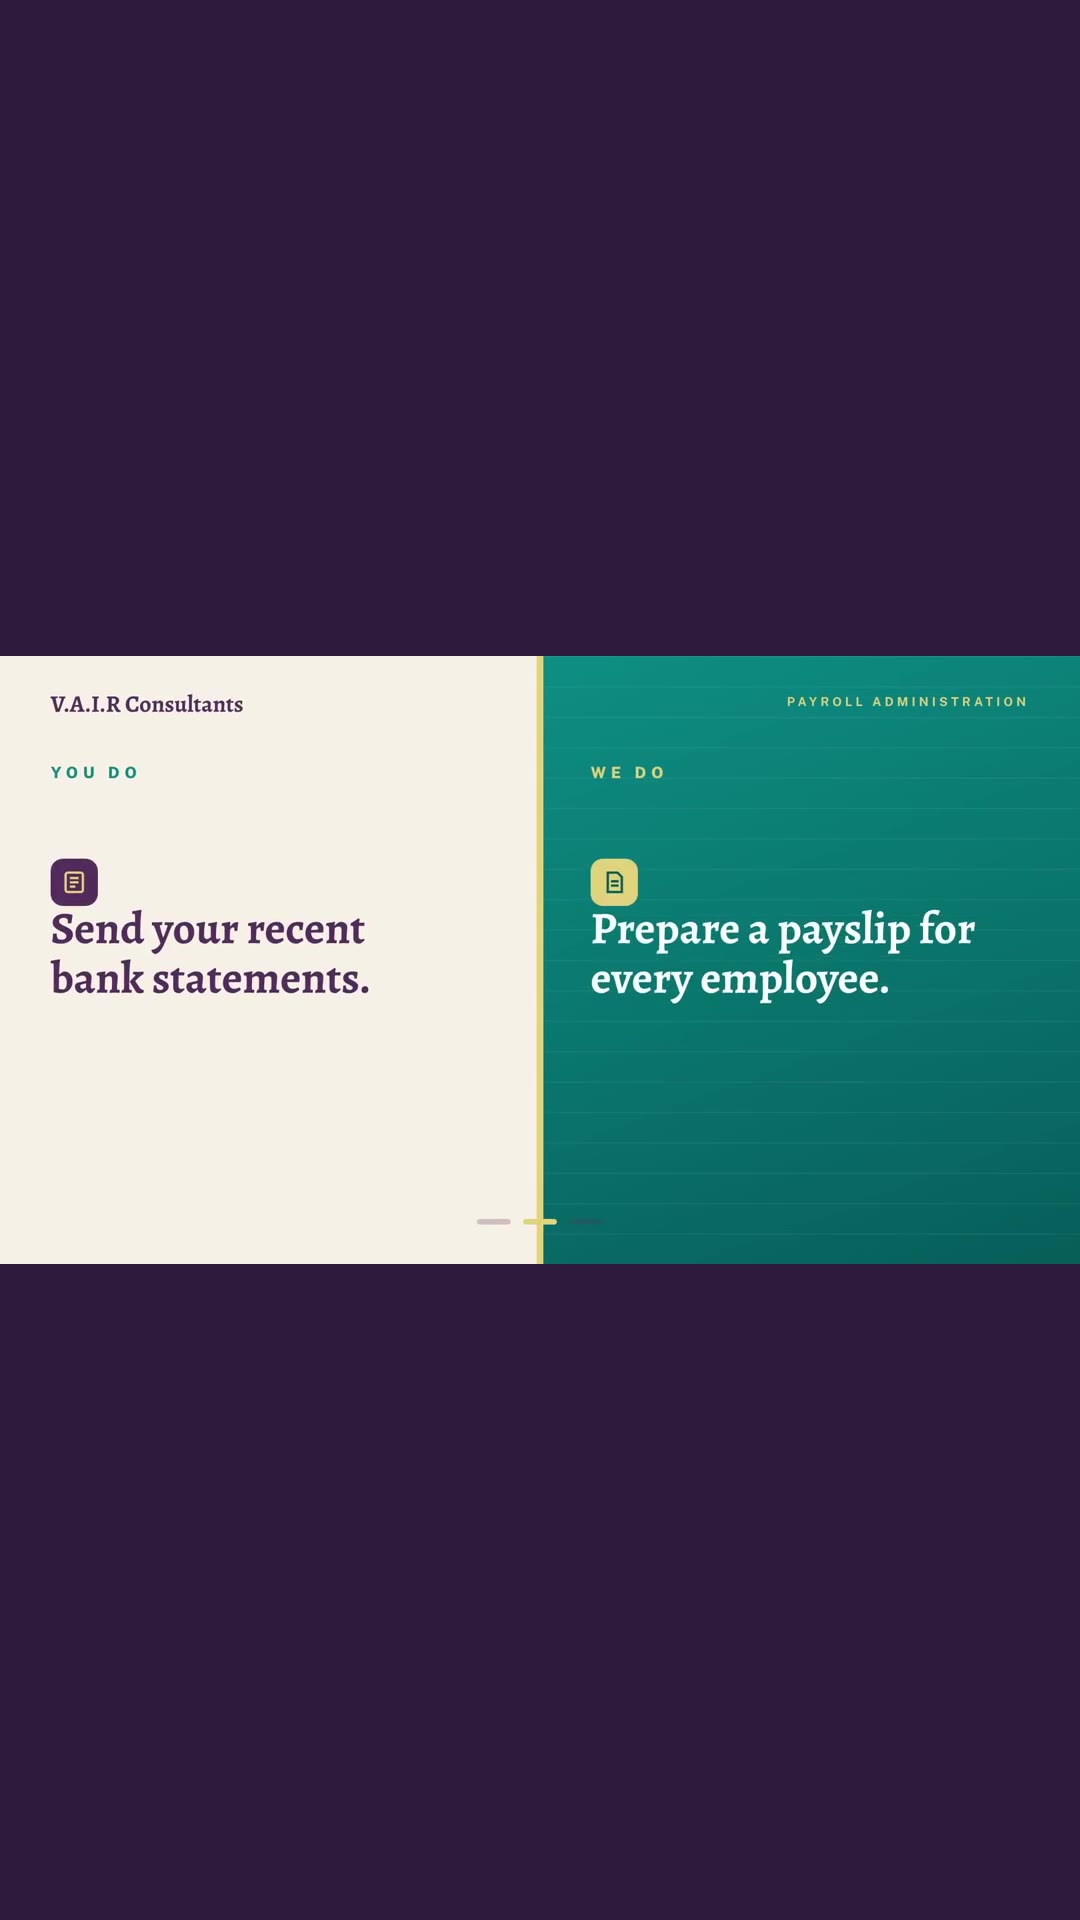 V.A.I.R Consultants
YOU DO
Send your recent
bank statements.
PAYROLL ADMINISTRATION
WE DO
Prepare a payslip for
every employee.